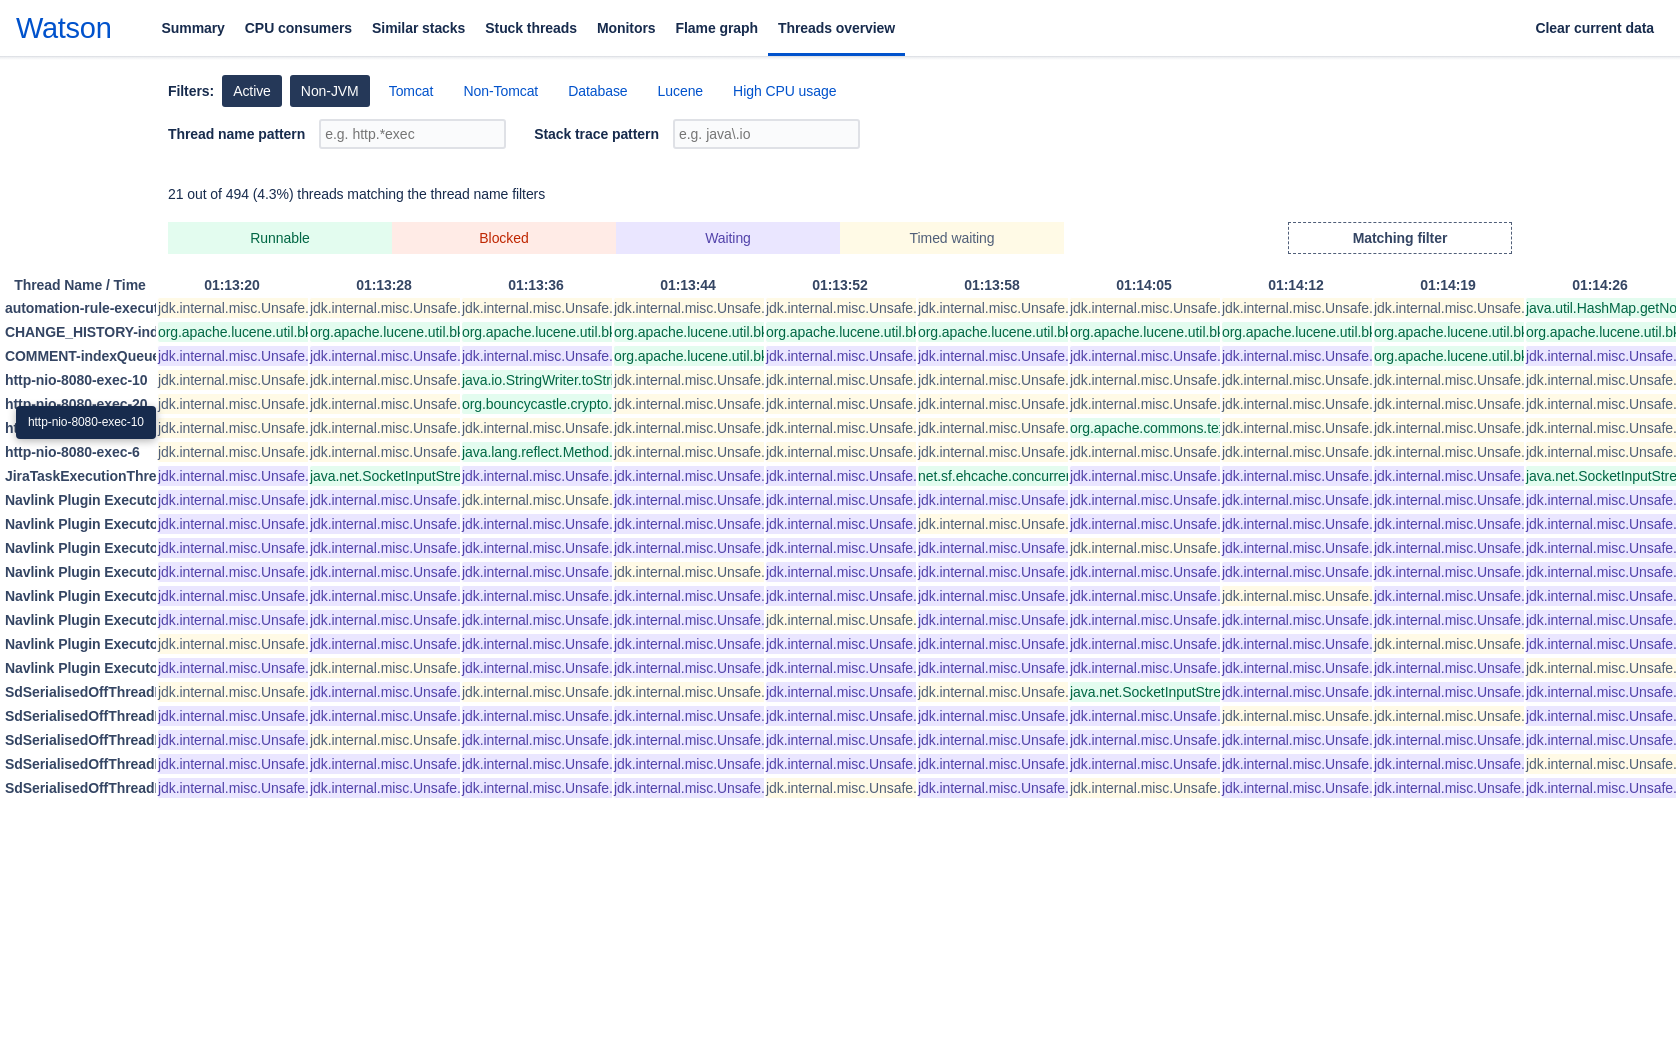 Watson Summary CPU consumers Similar stacks Stuck threads Monitors Flame graph Threads overview Clear current data
Filters: Active Non-JVM Tomcat Non-Tomcat Database Lucene High CPU usage
Thread name pattern e.g. http.*exec Stack trace pattern e.g. java\.io
21 out of 494 (4.3%) threads matching the thread name filters
Runnable Blocked Waiting Timed waiting Matching filter
Thread Name / Time 01:13:20 01:13:28 01:13:36 01:13:44 01:13:52 01:13:58 01:14:05 01:14:12 01:14:19 01:14:26
automation-rule-execut jdk.internal.misc.Unsafe. jdk.internal.misc.Unsafe. jdk.internal.misc.Unsafe. jdk.internal.misc.Unsafe. jdk.internal.misc.Unsafe. jdk.internal.misc.Unsafe. jdk.internal.misc.Unsafe. jdk.internal.misc.Unsafe. jdk.internal.misc.Unsafe. java.util.HashMap.getNo
CHANGE_HISTORY-ind org.apache.lucene.util.bk org.apache.lucene.util.bk org.apache.lucene.util.bk org.apache.lucene.util.bk org.apache.lucene.util.bk org.apache.lucene.util.bk org.apache.lucene.util.bk org.apache.lucene.util.bk org.apache.lucene.util.bk org.apache.lucene.util.bk
COMMENT-indexQueue jdk.internal.misc.Unsafe. jdk.internal.misc.Unsafe. jdk.internal.misc.Unsafe. org.apache.lucene.util.bk jdk.internal.misc.Unsafe. jdk.internal.misc.Unsafe. jdk.internal.misc.Unsafe. jdk.internal.misc.Unsafe. org.apache.lucene.util.bk jdk.internal.misc.Unsafe.
http-nio-8080-exec-10 jdk.internal.misc.Unsafe. jdk.internal.misc.Unsafe. java.io.StringWriter.toStr jdk.internal.misc.Unsafe. jdk.internal.misc.Unsafe. jdk.internal.misc.Unsafe. jdk.internal.misc.Unsafe. jdk.internal.misc.Unsafe. jdk.internal.misc.Unsafe. jdk.internal.misc.Unsafe.
http-nio-8080-exec-20 jdk.internal.misc.Unsafe. jdk.internal.misc.Unsafe. org.bouncycastle.crypto. jdk.internal.misc.Unsafe. jdk.internal.misc.Unsafe. jdk.internal.misc.Unsafe. jdk.internal.misc.Unsafe. jdk.internal.misc.Unsafe. jdk.internal.misc.Unsafe. jdk.internal.misc.Unsafe.
http-nio-8080-exec-10
jdk.internal.misc.Unsafe. jdk.internal.misc.Unsafe. jdk.internal.misc.Unsafe. jdk.internal.misc.Unsafe. jdk.internal.misc.Unsafe. jdk.internal.misc.Unsafe. org.apache.commons.te jdk.internal.misc.Unsafe. jdk.internal.misc.Unsafe. jdk.internal.misc.Unsafe.
http-nio-8080-exec-6 jdk.internal.misc.Unsafe. jdk.internal.misc.Unsafe. java.lang.reflect.Method. jdk.internal.misc.Unsafe. jdk.internal.misc.Unsafe. jdk.internal.misc.Unsafe. jdk.internal.misc.Unsafe. jdk.internal.misc.Unsafe. jdk.internal.misc.Unsafe. jdk.internal.misc.Unsafe.
JiraTaskExecutionThre jdk.internal.misc.Unsafe. java.net.SocketInputStre jdk.internal.misc.Unsafe. jdk.internal.misc.Unsafe. jdk.internal.misc.Unsafe. net.sf.ehcache.concurre jdk.internal.misc.Unsafe. jdk.internal.misc.Unsafe. jdk.internal.misc.Unsafe. java.net.SocketInputStre
Navlink Plugin Executo jdk.internal.misc.Unsafe. jdk.internal.misc.Unsafe. jdk.internal.misc.Unsafe. jdk.internal.misc.Unsafe. jdk.internal.misc.Unsafe. jdk.internal.misc.Unsafe. jdk.internal.misc.Unsafe. jdk.internal.misc.Unsafe. jdk.internal.misc.Unsafe. jdk.internal.misc.Unsafe.
Navlink Plugin Executo jdk.internal.misc.Unsafe. jdk.internal.misc.Unsafe. jdk.internal.misc.Unsafe. jdk.internal.misc.Unsafe. jdk.internal.misc.Unsafe. jdk.internal.misc.Unsafe. jdk.internal.misc.Unsafe. jdk.internal.misc.Unsafe. jdk.internal.misc.Unsafe. jdk.internal.misc.Unsafe.
Navlink Plugin Executo jdk.internal.misc.Unsafe. jdk.internal.misc.Unsafe. jdk.internal.misc.Unsafe. jdk.internal.misc.Unsafe. jdk.internal.misc.Unsafe. jdk.internal.misc.Unsafe. jdk.internal.misc.Unsafe. jdk.internal.misc.Unsafe. jdk.internal.misc.Unsafe. jdk.internal.misc.Unsafe.
Navlink Plugin Executo jdk.internal.misc.Unsafe. jdk.internal.misc.Unsafe. jdk.internal.misc.Unsafe. jdk.internal.misc.Unsafe. jdk.internal.misc.Unsafe. jdk.internal.misc.Unsafe. jdk.internal.misc.Unsafe. jdk.internal.misc.Unsafe. jdk.internal.misc.Unsafe. jdk.internal.misc.Unsafe.
Navlink Plugin Executo jdk.internal.misc.Unsafe. jdk.internal.misc.Unsafe. jdk.internal.misc.Unsafe. jdk.internal.misc.Unsafe. jdk.internal.misc.Unsafe. jdk.internal.misc.Unsafe. jdk.internal.misc.Unsafe. jdk.internal.misc.Unsafe. jdk.internal.misc.Unsafe. jdk.internal.misc.Unsafe.
Navlink Plugin Executo jdk.internal.misc.Unsafe. jdk.internal.misc.Unsafe. jdk.internal.misc.Unsafe. jdk.internal.misc.Unsafe. jdk.internal.misc.Unsafe. jdk.internal.misc.Unsafe. jdk.internal.misc.Unsafe. jdk.internal.misc.Unsafe. jdk.internal.misc.Unsafe. jdk.internal.misc.Unsafe.
Navlink Plugin Executo jdk.internal.misc.Unsafe. jdk.internal.misc.Unsafe. jdk.internal.misc.Unsafe. jdk.internal.misc.Unsafe. jdk.internal.misc.Unsafe. jdk.internal.misc.Unsafe. jdk.internal.misc.Unsafe. jdk.internal.misc.Unsafe. jdk.internal.misc.Unsafe. jdk.internal.misc.Unsafe.
Navlink Plugin Executo jdk.internal.misc.Unsafe. jdk.internal.misc.Unsafe. jdk.internal.misc.Unsafe. jdk.internal.misc.Unsafe. jdk.internal.misc.Unsafe. jdk.internal.misc.Unsafe. jdk.internal.misc.Unsafe. jdk.internal.misc.Unsafe. jdk.internal.misc.Unsafe. jdk.internal.misc.Unsafe.
SdSerialisedOffThread jdk.internal.misc.Unsafe. jdk.internal.misc.Unsafe. jdk.internal.misc.Unsafe. jdk.internal.misc.Unsafe. jdk.internal.misc.Unsafe. jdk.internal.misc.Unsafe. java.net.SocketInputStre jdk.internal.misc.Unsafe. jdk.internal.misc.Unsafe. jdk.internal.misc.Unsafe.
SdSerialisedOffThread jdk.internal.misc.Unsafe. jdk.internal.misc.Unsafe. jdk.internal.misc.Unsafe. jdk.internal.misc.Unsafe. jdk.internal.misc.Unsafe. jdk.internal.misc.Unsafe. jdk.internal.misc.Unsafe. jdk.internal.misc.Unsafe. jdk.internal.misc.Unsafe. jdk.internal.misc.Unsafe.
SdSerialisedOffThread jdk.internal.misc.Unsafe. jdk.internal.misc.Unsafe. jdk.internal.misc.Unsafe. jdk.internal.misc.Unsafe. jdk.internal.misc.Unsafe. jdk.internal.misc.Unsafe. jdk.internal.misc.Unsafe. jdk.internal.misc.Unsafe. jdk.internal.misc.Unsafe. jdk.internal.misc.Unsafe.
SdSerialisedOffThread jdk.internal.misc.Unsafe. jdk.internal.misc.Unsafe. jdk.internal.misc.Unsafe. jdk.internal.misc.Unsafe. jdk.internal.misc.Unsafe. jdk.internal.misc.Unsafe. jdk.internal.misc.Unsafe. jdk.internal.misc.Unsafe. jdk.internal.misc.Unsafe. jdk.internal.misc.Unsafe.
SdSerialisedOffThread jdk.internal.misc.Unsafe. jdk.internal.misc.Unsafe. jdk.internal.misc.Unsafe. jdk.internal.misc.Unsafe. jdk.internal.misc.Unsafe. jdk.internal.misc.Unsafe. jdk.internal.misc.Unsafe. jdk.internal.misc.Unsafe. jdk.internal.misc.Unsafe. jdk.internal.misc.Unsafe.